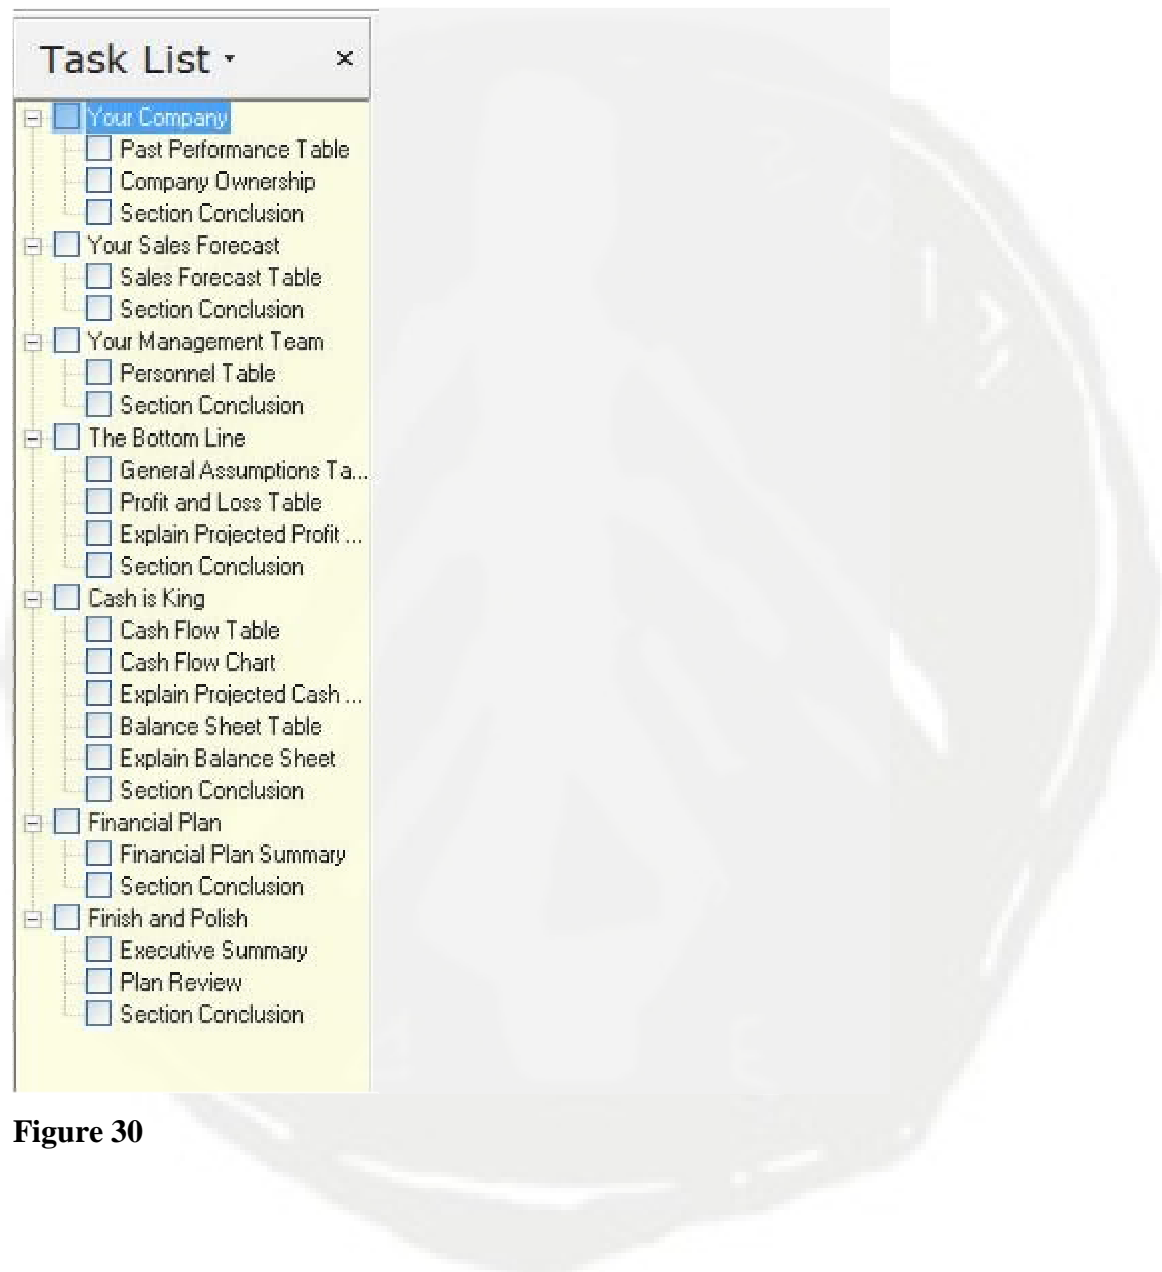 Task List
Your Company
Past Performance Table
Company Ownership
Section Conclusion
Your Sales Forecast
Sales Forecast Table
Section Conclusion
Your Management Team
Personnel Table
Section Conclusion
The Bottom Line
General Assumptions Ta...
Profit and Loss Table
Explain Projected Profit ...
Section Conclusion
Cash is King
Cash Flow Table
Cash Flow Chart
Explain Projected Cash ...
Balance Sheet Table
Explain Balance Sheet
Section Conclusion
Financial Plan
Financial Plan Summary
Section Conclusion
Finish and Polish
Executive Summary
Plan Review
Section Conclusion
Figure 30